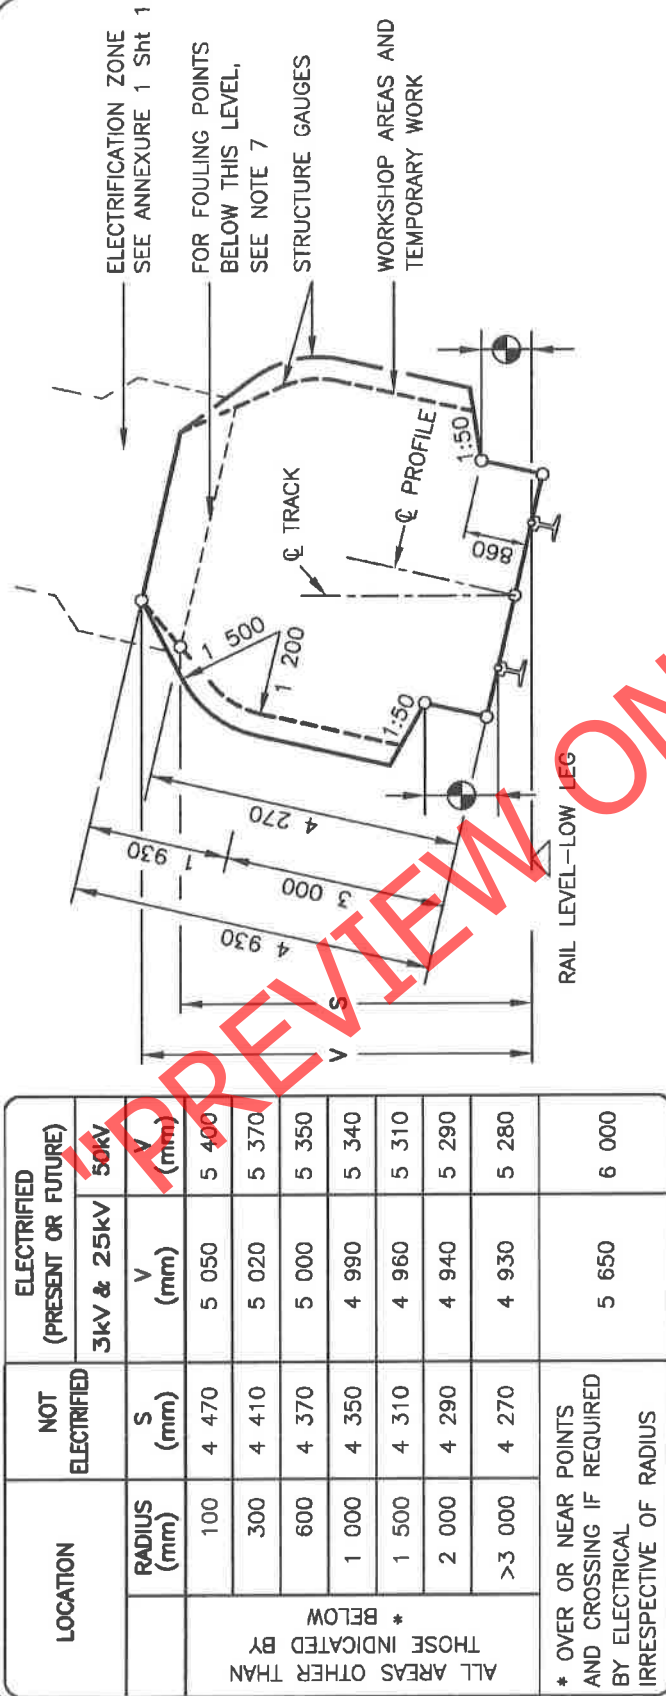 LOCATION
NOT
ELECTRIFIED
ELECTRIFIED
(PRESENT OR FUTURE)
3kV & 25kV
50kV
RADIUS
(mm)
S
(mm)
V
(mm)
V
(mm)
100 4 470 5 050 5 400
300 4 410 5 020 5 370
600 4 370 5 000 5 350
1 000 4 350 4 990 5 340
1 500 4 310 4 960 5 310
2 000 4 290 4 940 5 290
>3 000 4 270 4 930 5 280
ALL AREAS OTHER THAN
THOSE INDICATED BY
* BELOW
* OVER OR NEAR POINTS
AND CROSSING IF REQUIRED
BY ELECTRICAL
IRRESPECTIVE OF RADIUS
5 650 6 000
V
S
4 930
1 930
3 000
4 270
1 500
1 200
1:50
1:50
860
℄ TRACK
℄ PROFILE
RAIL LEVEL-LOW LEG
ELECTRIFICATION ZONE
SEE ANNEXURE 1 Sht 1
FOR FOULING POINTS
BELOW THIS LEVEL,
SEE NOTE 7
STRUCTURE GAUGES
WORKSHOP AREAS AND
TEMPORARY WORK
"PREVIEW ON